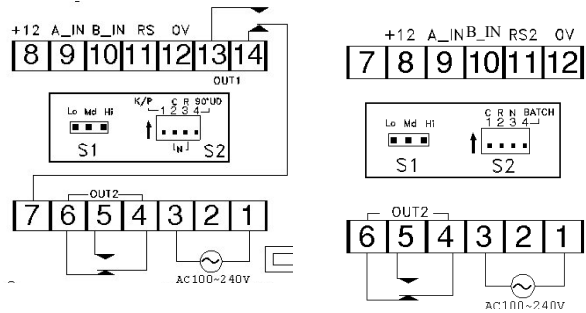 +12 A_IN B_IN RS 0V
8 9 10 11 12 13 14
OUT1
K/P C R 90°UD
1 2 3 4
Lo Md Hi
N
S1 S2
OUT2
7 6 5 4 3 2 1
AC100~240V
+12 A_IN B_IN RS2 0V
7 8 9 10 11 12
C R N BATCH
1 2 3 4
Lo Md Hi
S1 S2
OUT2
6 5 4 3 2 1
AC100~240V